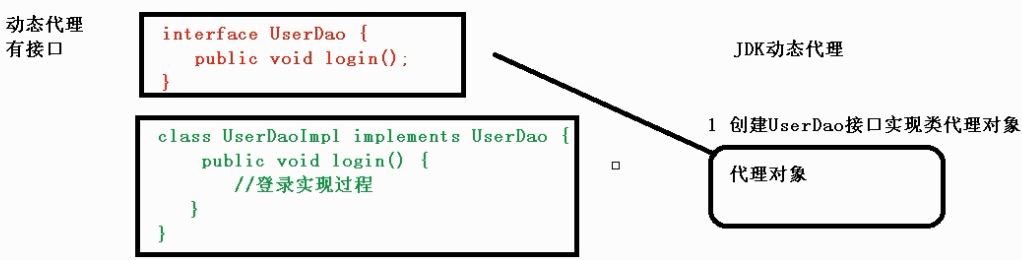 动态代理
有接口
interface UserDao {
public void login();
}
JDK动态代理
class UserDaoImpl implements UserDao {
public void login() {
//登录实现过程
}
}
1 创建UserDao接口实现类代理对象
代理对象